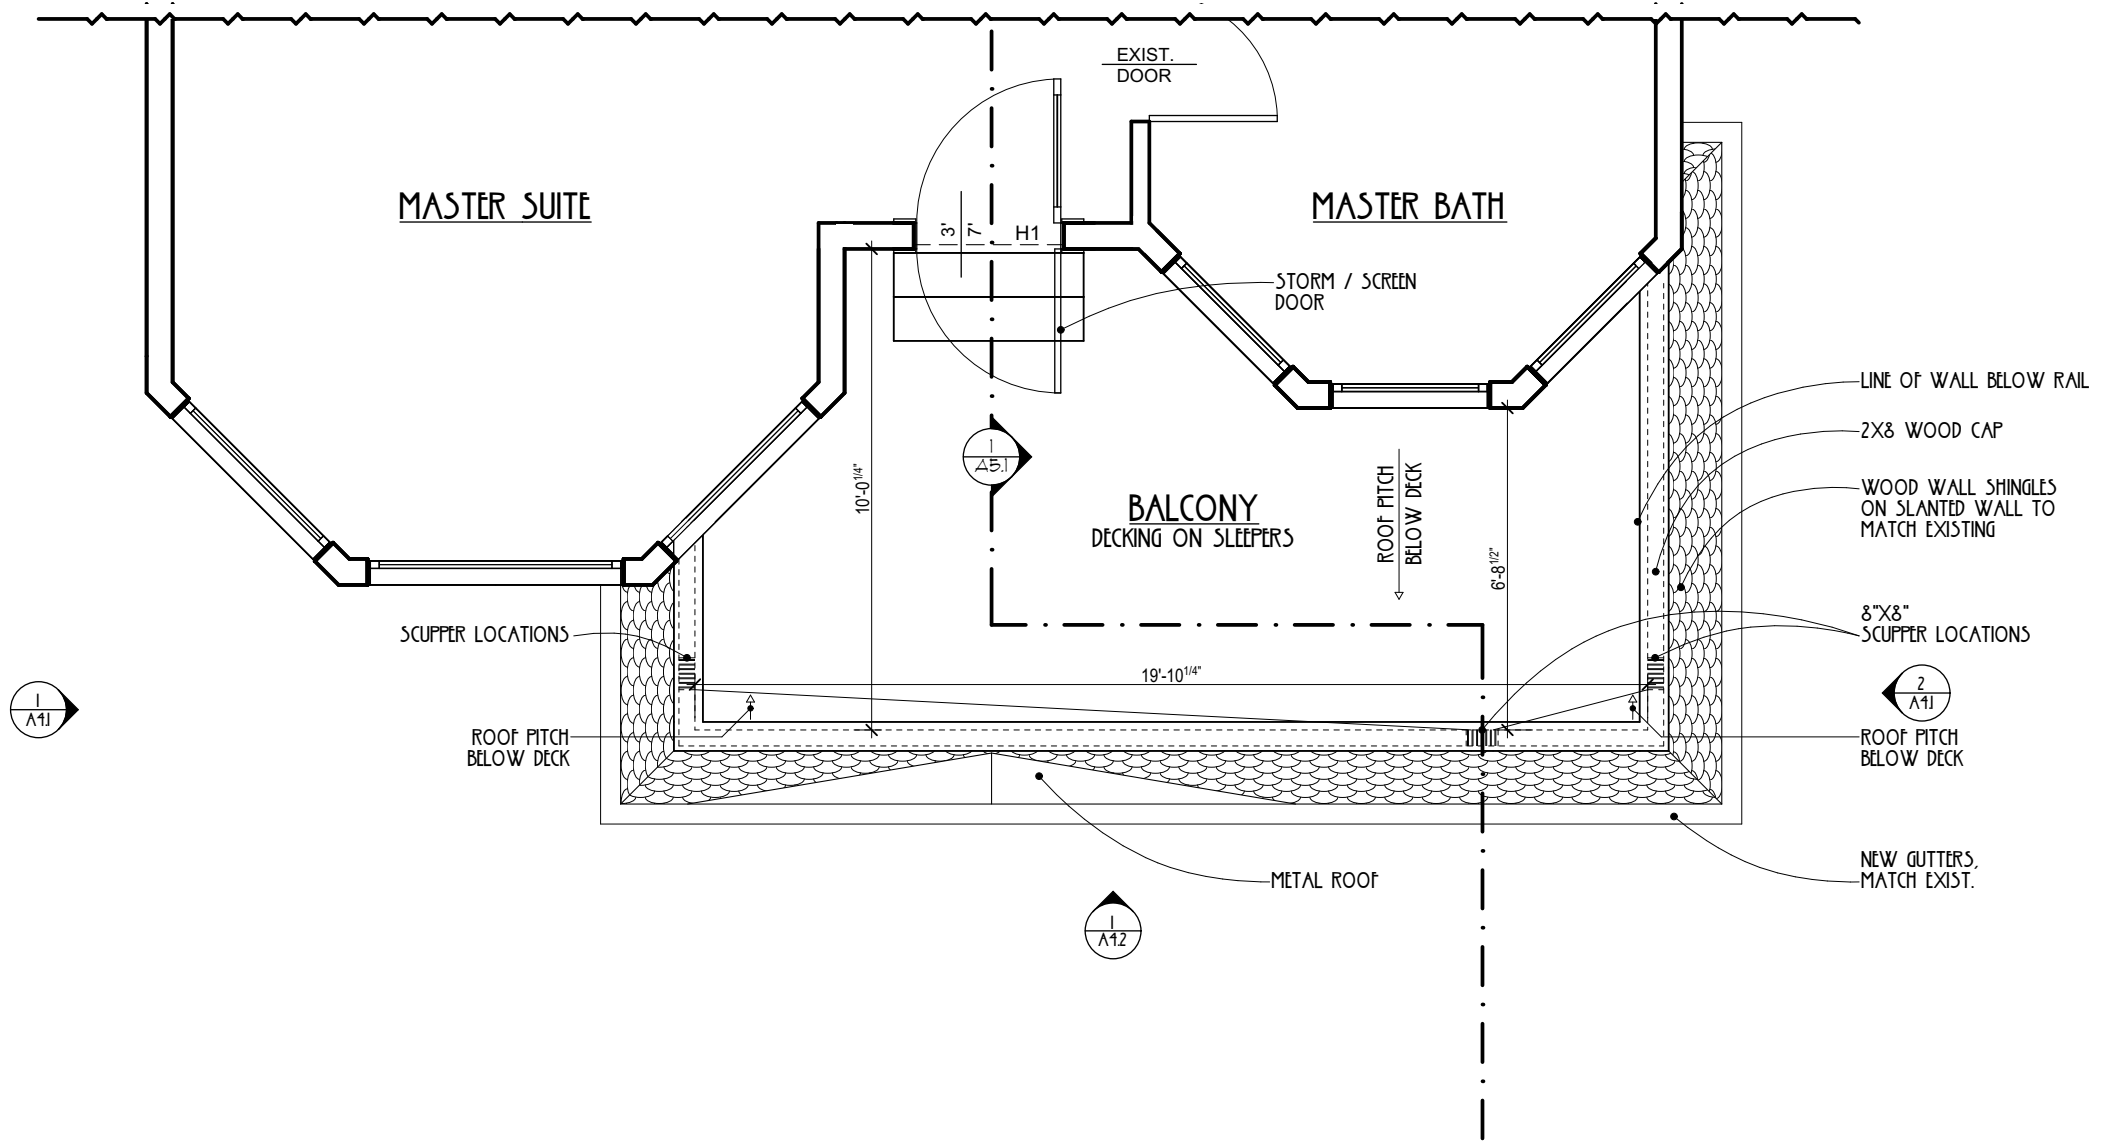 EXIST.
DOOR
MASTER SUITE
MASTER BATH
3'
7'
H1
STORM / SCREEN
DOOR
LINE OF WALL BELOW RAIL
2X8 WOOD CAP
1
A5.1
10'-0 1/4"
BALCONY
DECKING ON SLEEPERS
ROOF PITCH
BELOW DECK
WOOD WALL SHINGLES
ON SLANTED WALL TO
MATCH EXISTING
6'-8 1/2"
SCUPPER LOCATIONS
8"X8"
SCUPPER LOCATIONS
19'-10 1/4"
1
A4.1
2
A4.1
ROOF PITCH
BELOW DECK
ROOF PITCH
BELOW DECK
METAL ROOF
NEW GUTTERS,
MATCH EXIST.
1
A4.2